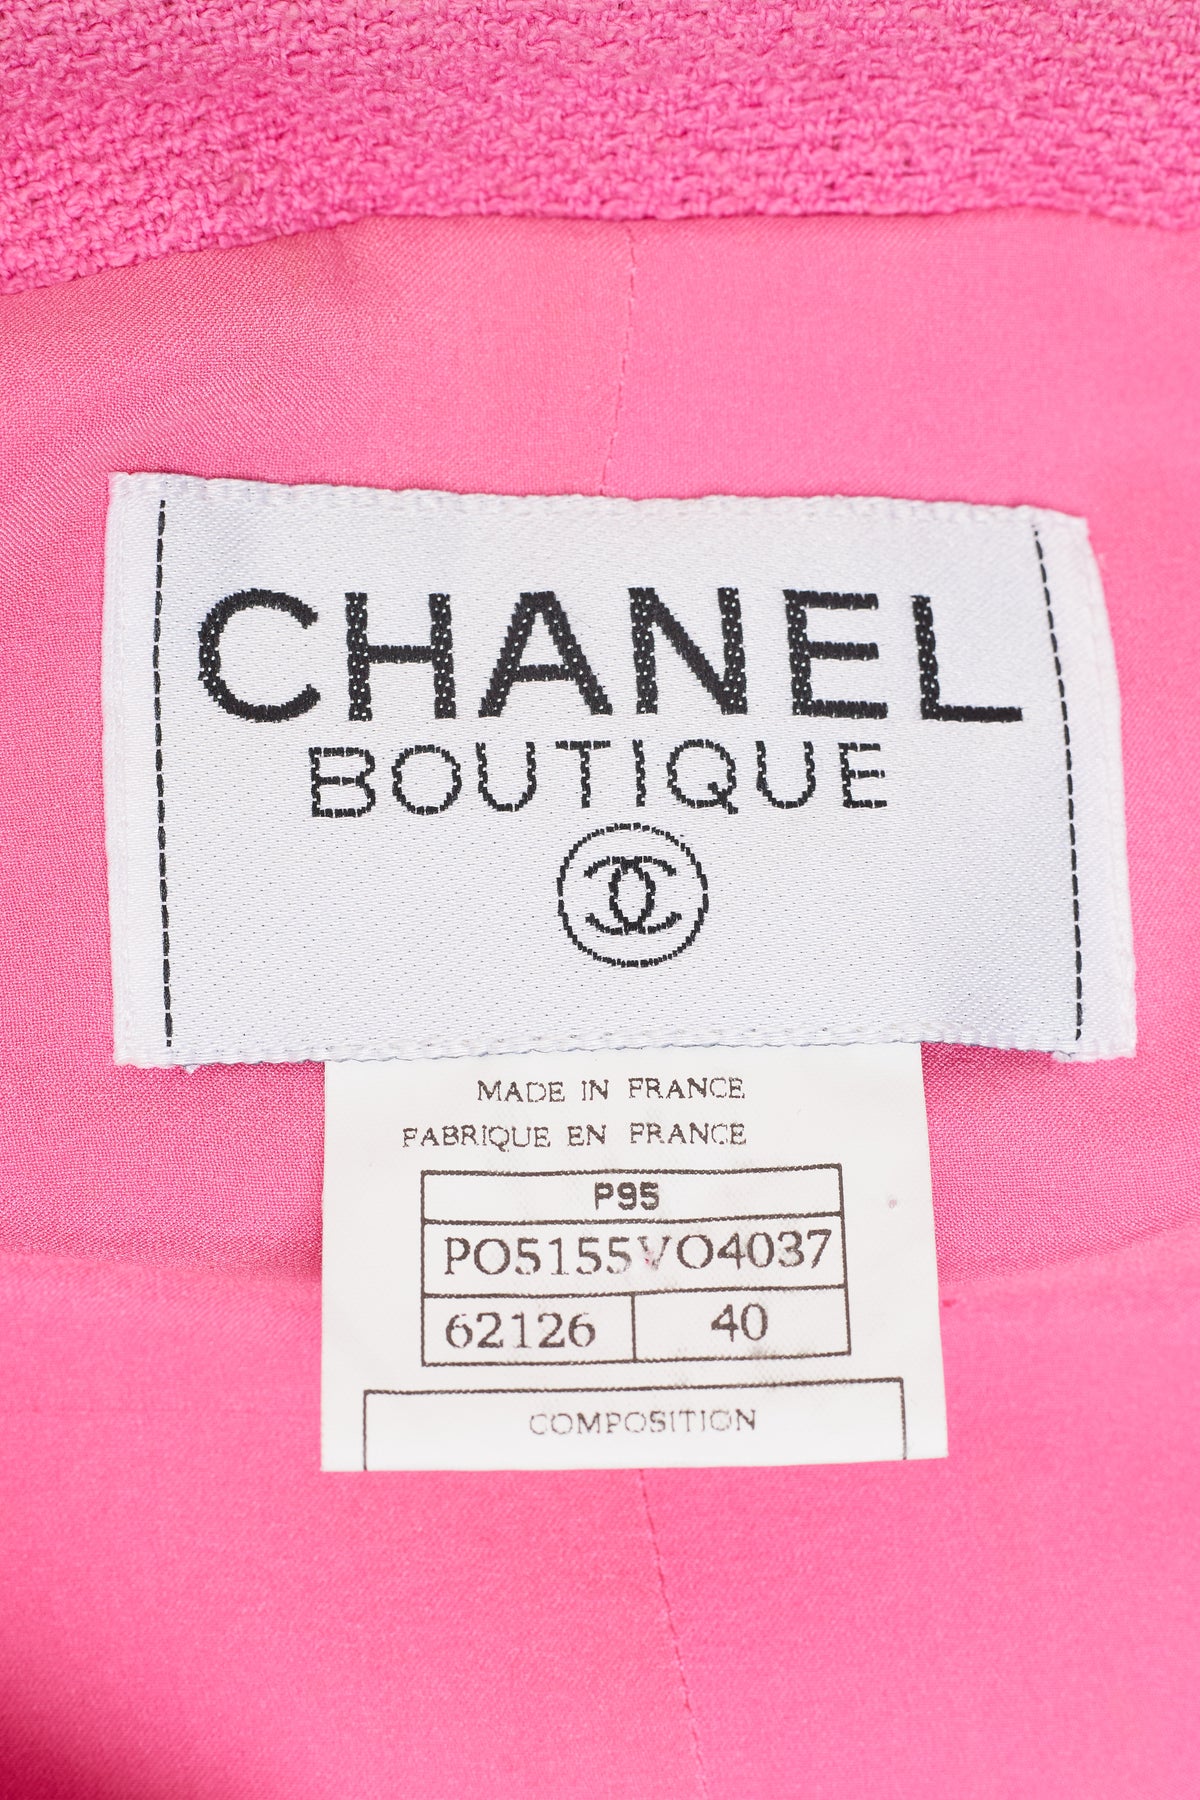 CHANEL
BOUTIQUE
MADE IN FRANCE
FABRIQUE EN FRANCE
P95
PO5155VO4037
62126 40
COMPOSITION